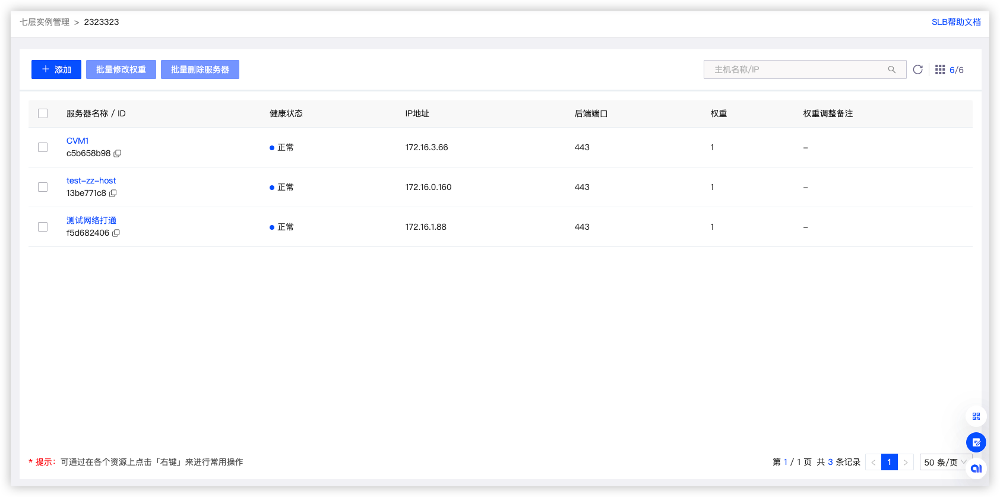 七层实例管理 > 2323323
SLB帮助文档
添加 批量修改权重 批量删除服务器
主机名称/IP
6/6
服务器名称 / ID 健康状态 IP地址 后端端口 权重 权重调整备注
CVM1
c5b658b98 正常 172.16.3.66 443 1 -
test-zz-host
13be771c8 正常 172.16.0.160 443 1 -
测试网络打通
f5d682406 正常 172.16.1.88 443 1 -
* 提示：可通过在各个资源上点击「右键」来进行常用操作
第 1 / 1 页 共 3 条记录 < 1 > 50 条/页